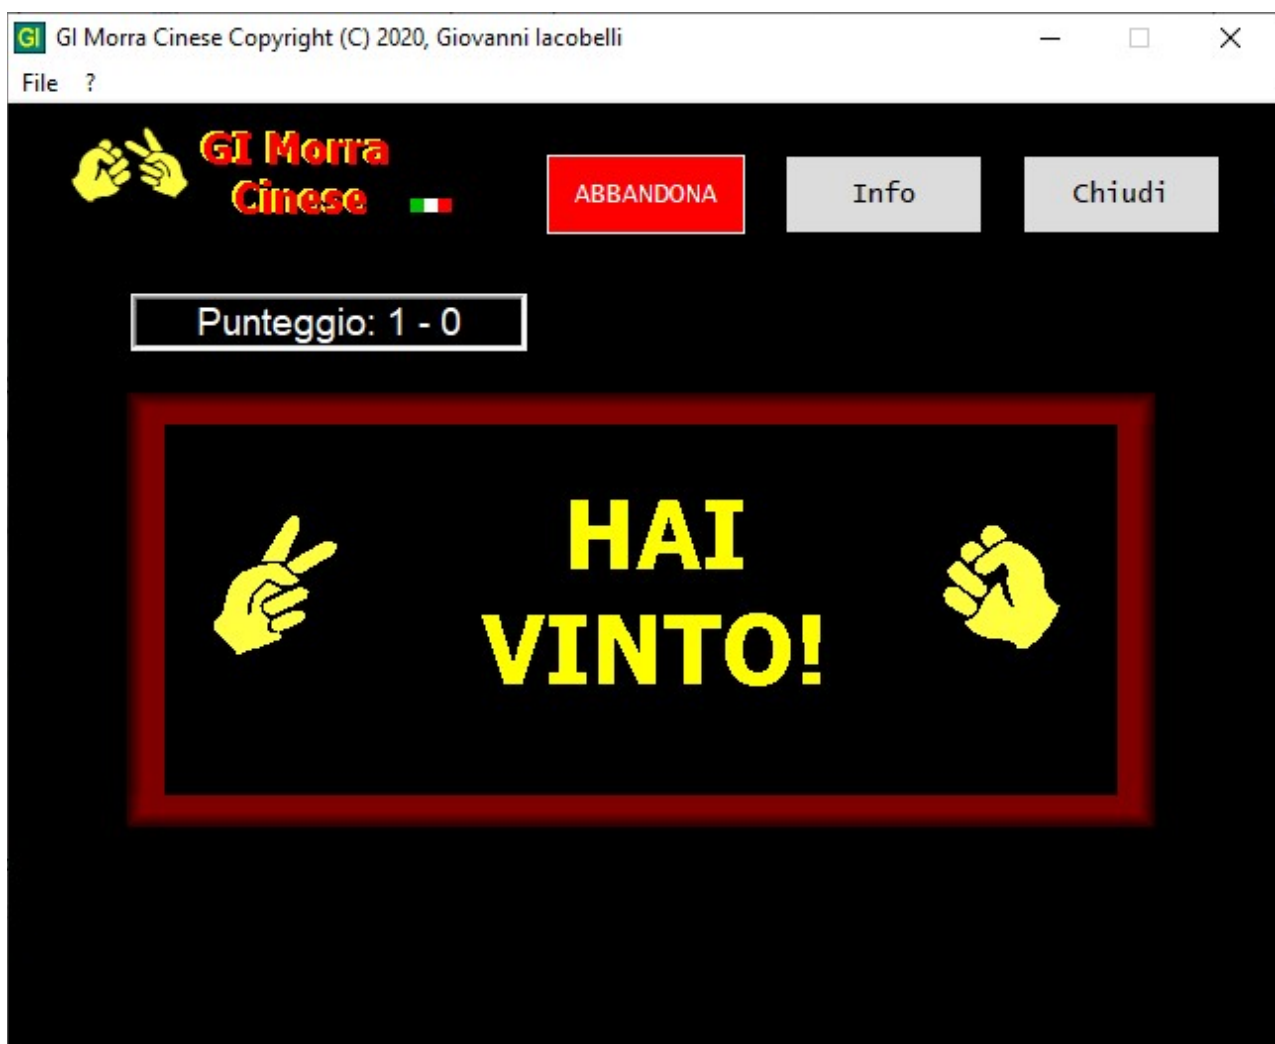 GI GI Morra Cinese Copyright (C) 2020, Giovanni Iacobelli
File ?
GI Morra
Cinese
ABBANDONA Info Chiudi
Punteggio: 1 - 0
HAI
VINTO!